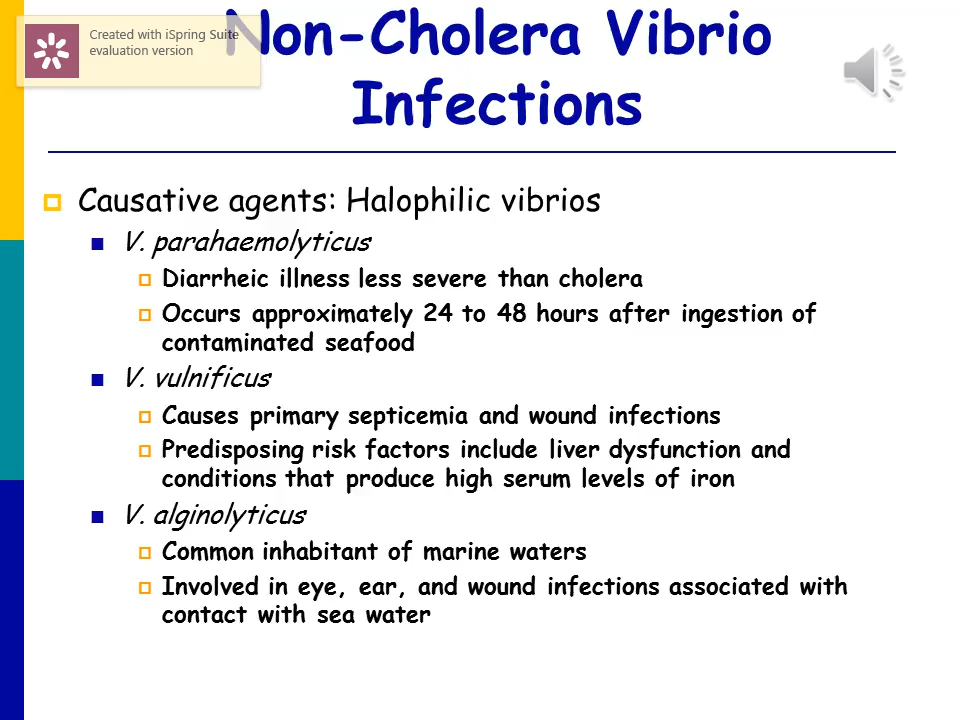 Created with iSpring Suite
evaluation version
Non-Cholera Vibrio
Infections
Causative agents: Halophilic vibrios
V. parahaemolyticus
Diarrheic illness less severe than cholera
Occurs approximately 24 to 48 hours after ingestion of
contaminated seafood
V. vulnificus
Causes primary septicemia and wound infections
Predisposing risk factors include liver dysfunction and
conditions that produce high serum levels of iron
V. alginolyticus
Common inhabitant of marine waters
Involved in eye, ear, and wound infections associated with
contact with sea water